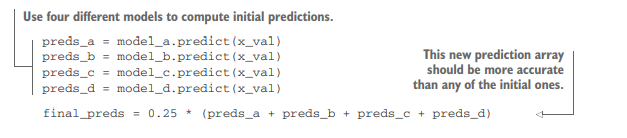 Use four different models to compute initial predictions.
preds_a = model_a.predict(x_val)
preds_b = model_b.predict(x_val)
preds_c = model_c.predict(x_val)
preds_d = model_d.predict(x_val)
This new prediction array
should be more accurate
than any of the initial ones.
final_preds = 0.25 * (preds_a + preds_b + preds_c + preds_d)